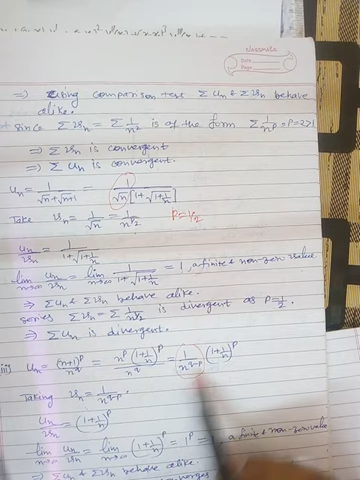 classmate
Date
Page
⇒ Using comparison test Σ Un & Σ Vn behave
alike.
since Σ Vn = Σ 1/n² is of the form Σ 1/n^p ∵ P=2>1
⇒ Σ Vn is convergent
⇒ Σ Un is convergent.
Un = 1/(√n+√n+1) = 1/(√n[1+√1+1/n])
Take Vn = 1/√n = 1/n^1/2 P=1/2
Un/Vn = 1/(1+√1+1/n)
lim n→∞ Un/Vn = lim n→∞ 1/(1+√1+1/n) = 1, a finite & non zero value
⇒ Σ Un & Σ Vn behave alike.
series Σ Vn = Σ 1/n^1/2 is divergent as P=1/2.
⇒ Σ Un is divergent.
iii) Un = (n+1)^p/n^q = n^p(1+1/n)^p/n^q = 1/n^q-p (1+1/n)^p
Taking Vn = 1/n^q-p
Un/Vn = (1+1/n)^p
lim n→∞ Un/Vn = lim n→∞ (1+1/n)^p = 1^p = a finite & non zero value
⇒ Σ Un & Σ Vn behave alike.